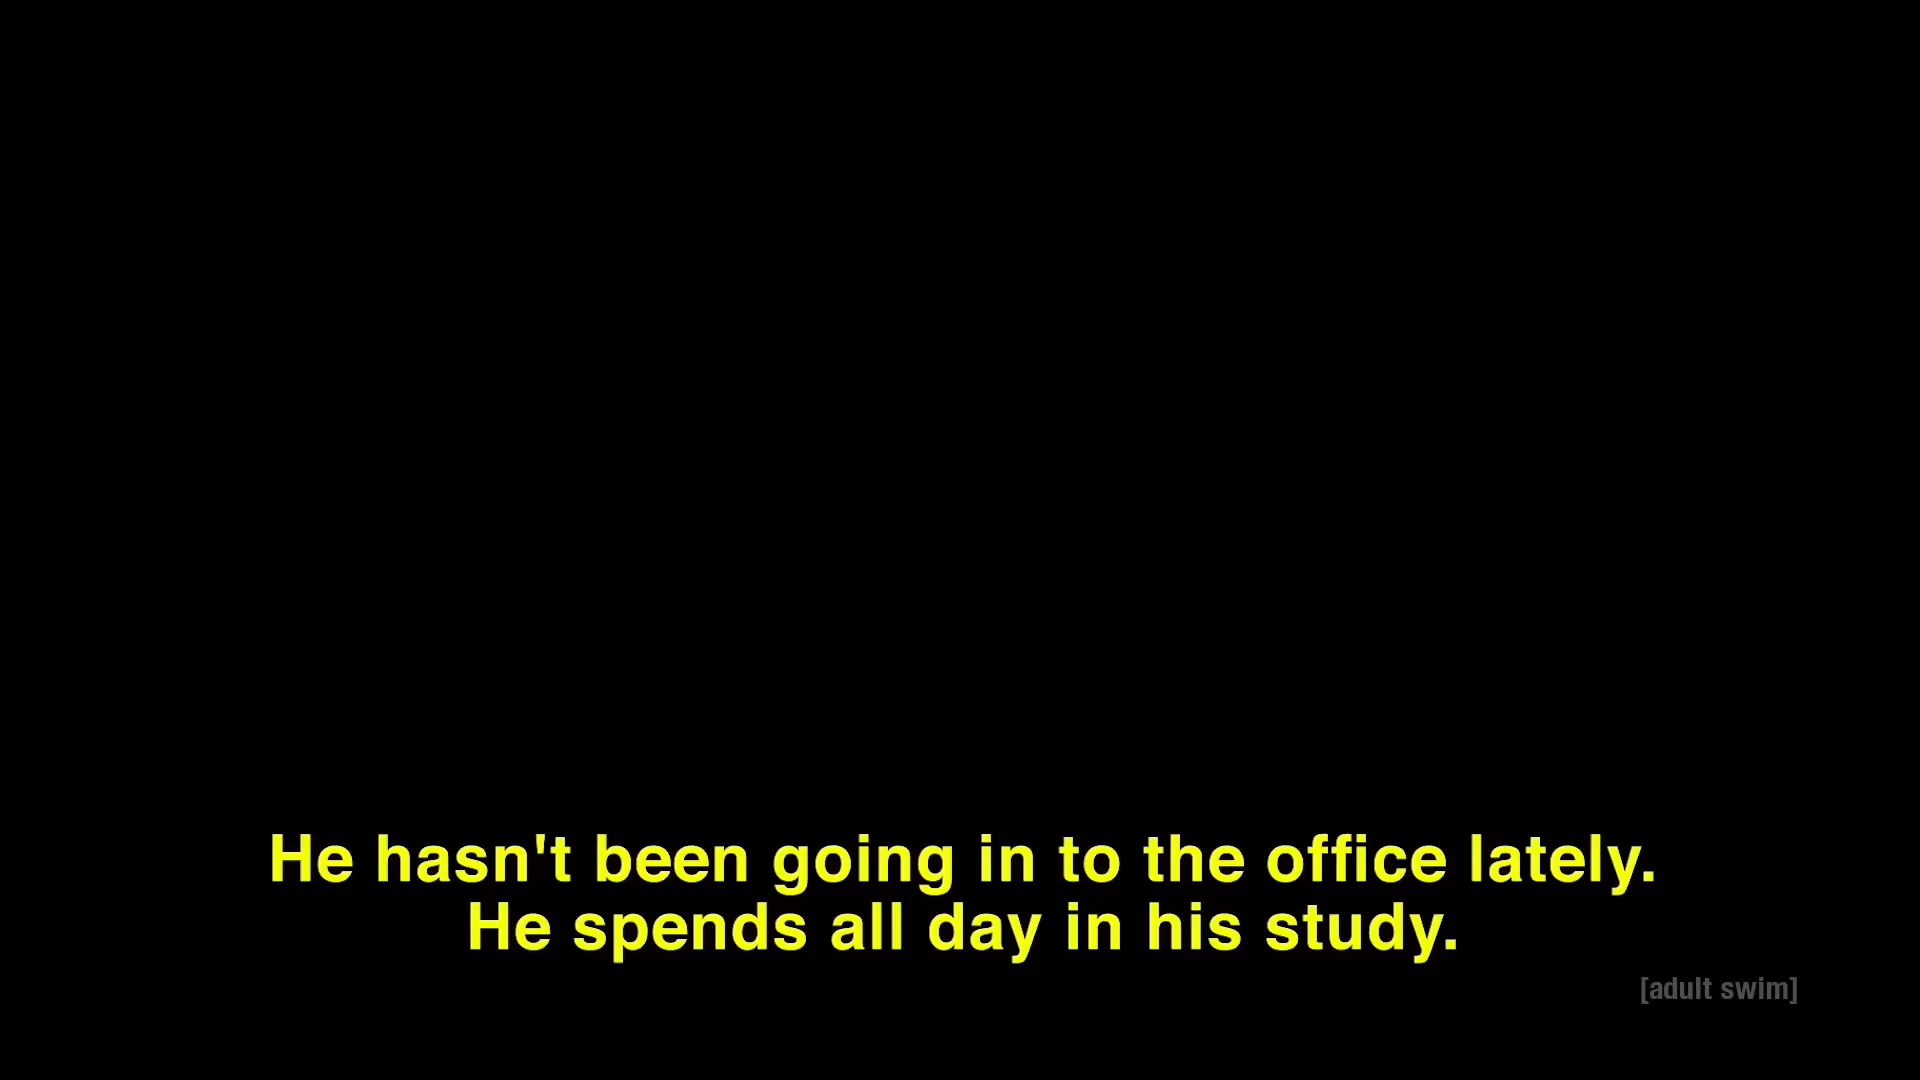 He hasn't been going in to the office lately.
He spends all day in his study.
[adult swim]